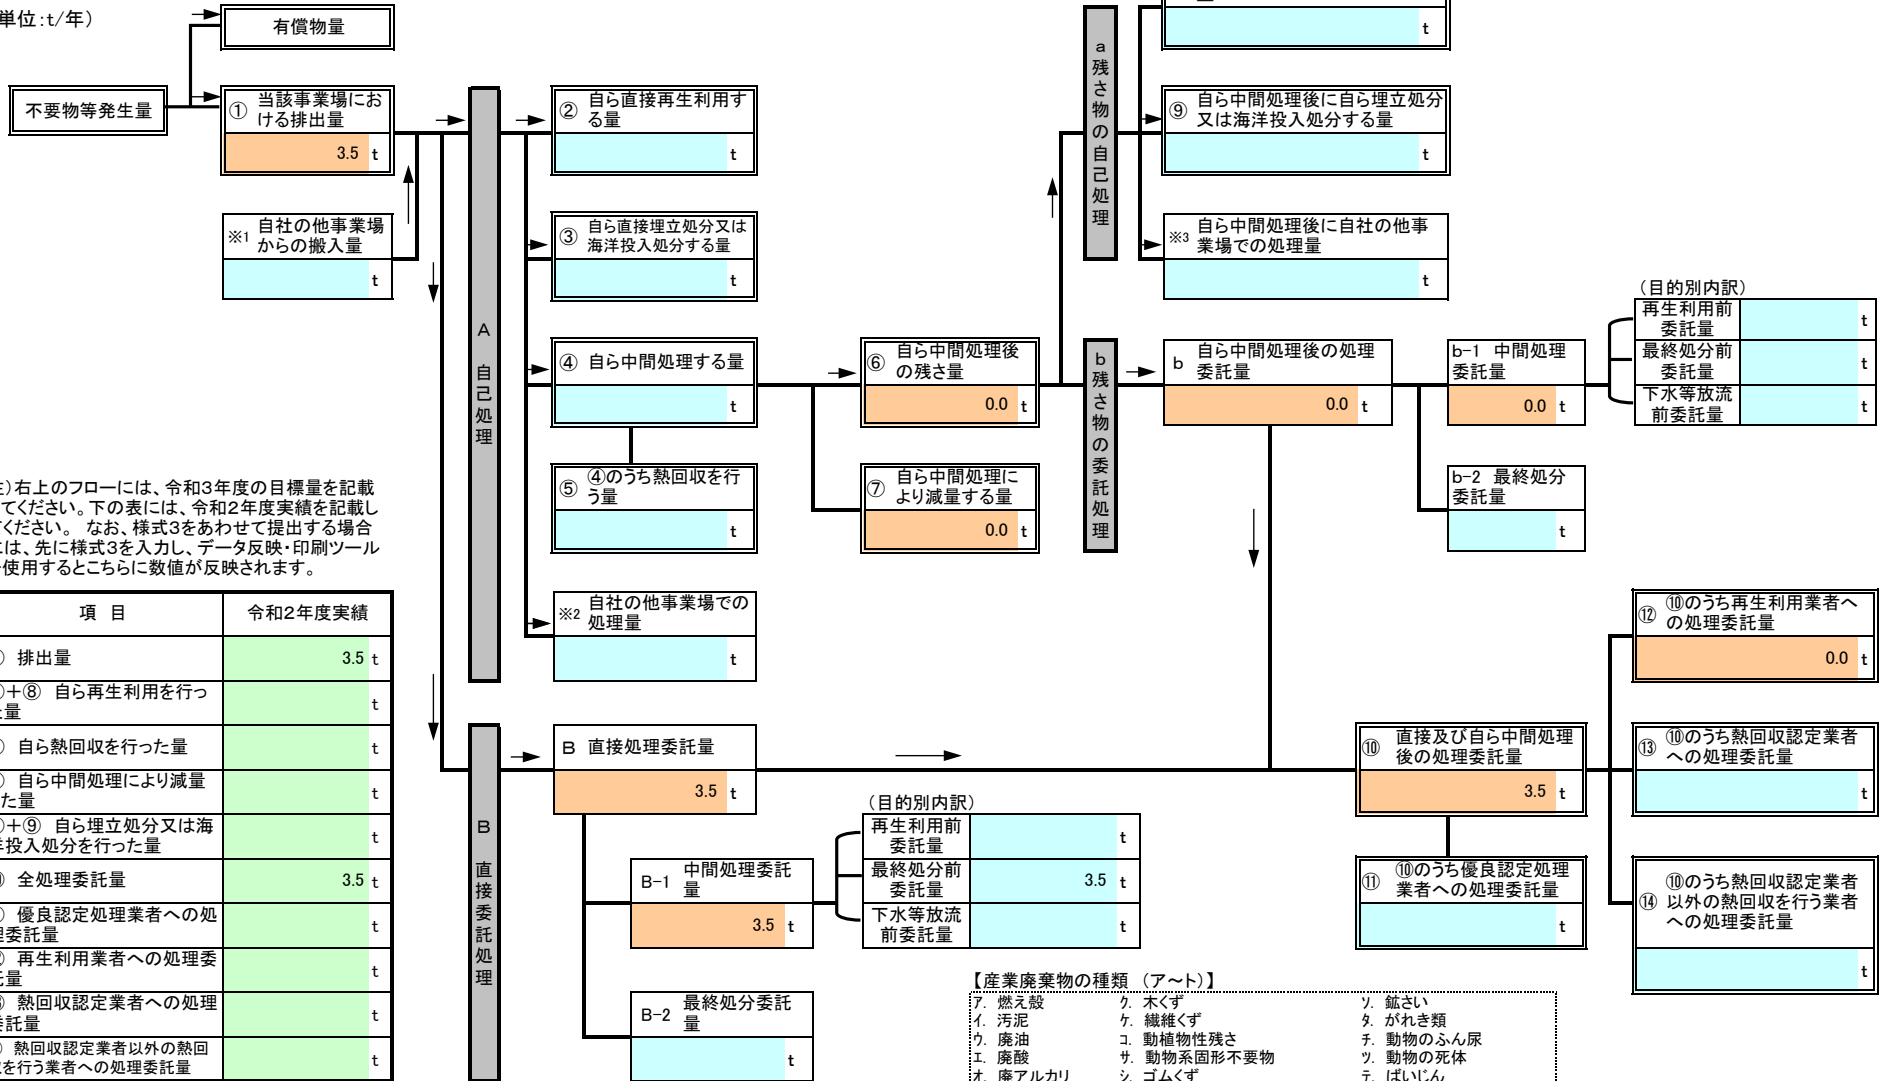 単位:t/年)
有償物量
t
不要物等発生量
① 当該事業場にお
ける排出量
3.5 t
※1 自社の他事業場
からの搬入量
t
A 自己処理
② 自ら直接再生利用す
る量
t
③ 自ら直接埋立処分又は
海洋投入処分する量
t
④ 自ら中間処理する量
t
⑤ ④のうち熱回収を行
う量
t
※2 自社の他事業場での
処理量
t
⑥ 自ら中間処理後
の残さ量
0.0 t
⑦ 自ら中間処理に
より減量する量
0.0 t
a 残さ物の自己処理
⑨ 自ら中間処理後に自ら埋立処分
又は海洋投入処分する量
t
※3 自ら中間処理後に自社の他事
業場での処理量
t
b 残さ物の委託処理
b 自ら中間処理後の処理
委託量
0.0 t
b-1 中間処理
委託量
0.0 t
b-2 最終処分
委託量
t
(目的別内訳)
再生利用前
委託量 t
最終処分前
委託量 t
下水等放流
前委託量 t
)右上のフローには、令和3年度の目標量を記載
てください。下の表には、令和2年度実績を記載し
ください。 なお、様式3をあわせて提出する場合
は、先に様式3を入力し、データ反映・印刷ツール
使用するとこちらに数値が反映されます。
項 目 令和2年度実績
) 排出量 3.5 t
)+⑧ 自ら再生利用を行っ
量 t
) 自ら熱回収を行った量 t
) 自ら中間処理により減量
た量 t
)+⑨ 自ら埋立処分又は海
投入処分を行った量 t
) 全処理委託量 3.5 t
) 優良認定処理業者への処
委託量 t
) 再生利用業者への処理委
量 t
) 熱回収認定業者への処理
託量 t
) 熱回収認定業者以外の熱回
を行う業者への処理委託量 t
B 直接委託処理
B 直接処理委託量
3.5 t
B-1 中間処理委託
量
3.5 t
B-2 最終処分委託
量
t
(目的別内訳)
再生利用前
委託量 t
最終処分前
委託量 3.5 t
下水等放流
前委託量 t
⑩ 直接及び自ら中間処理
後の処理委託量
3.5 t
⑪ ⑩のうち優良認定処理
業者への処理委託量
t
⑫ ⑩のうち再生利用業者へ
の処理委託量
0.0 t
⑬ ⑩のうち熱回収認定業者
への処理委託量
t
⑭ ⑩のうち熱回収認定業者
以外の熱回収を行う業者
への処理委託量
t
【産業廃棄物の種類 (ア～ト)】
ア. 燃え殻 ク. 木くず ソ. 鉱さい
イ. 汚泥 ケ. 繊維くず タ. がれき類
ウ. 廃油 コ. 動植物性残さ チ. 動物のふん尿
エ. 廃酸 サ. 動物系固形不要物 ツ. 動物の死体
オ. 廃アルカリ シ. ゴムくず テ. ばいじん